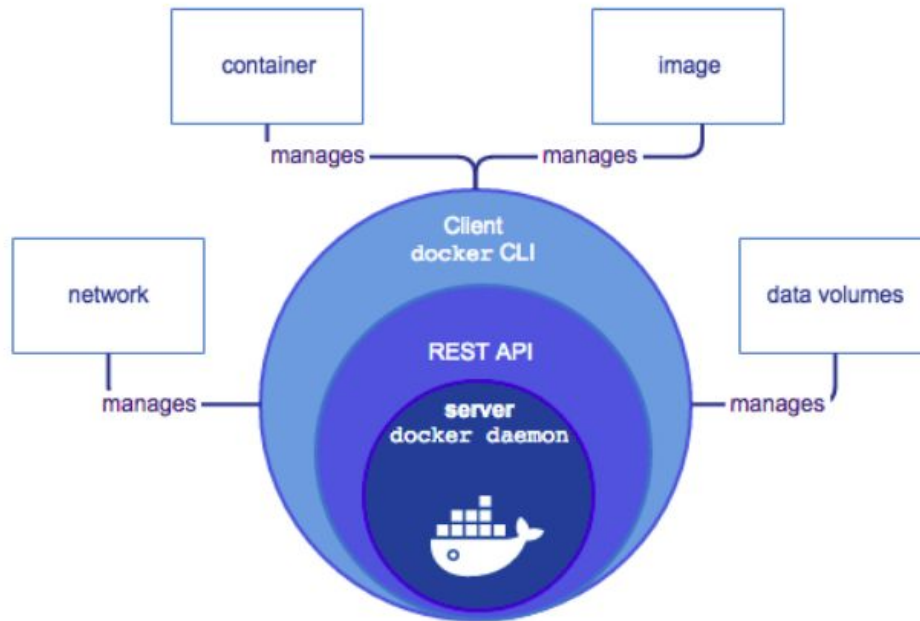 container
image
manages
manages
Client
docker CLI
network
data volumes
REST API
manages
manages
server
docker daemon